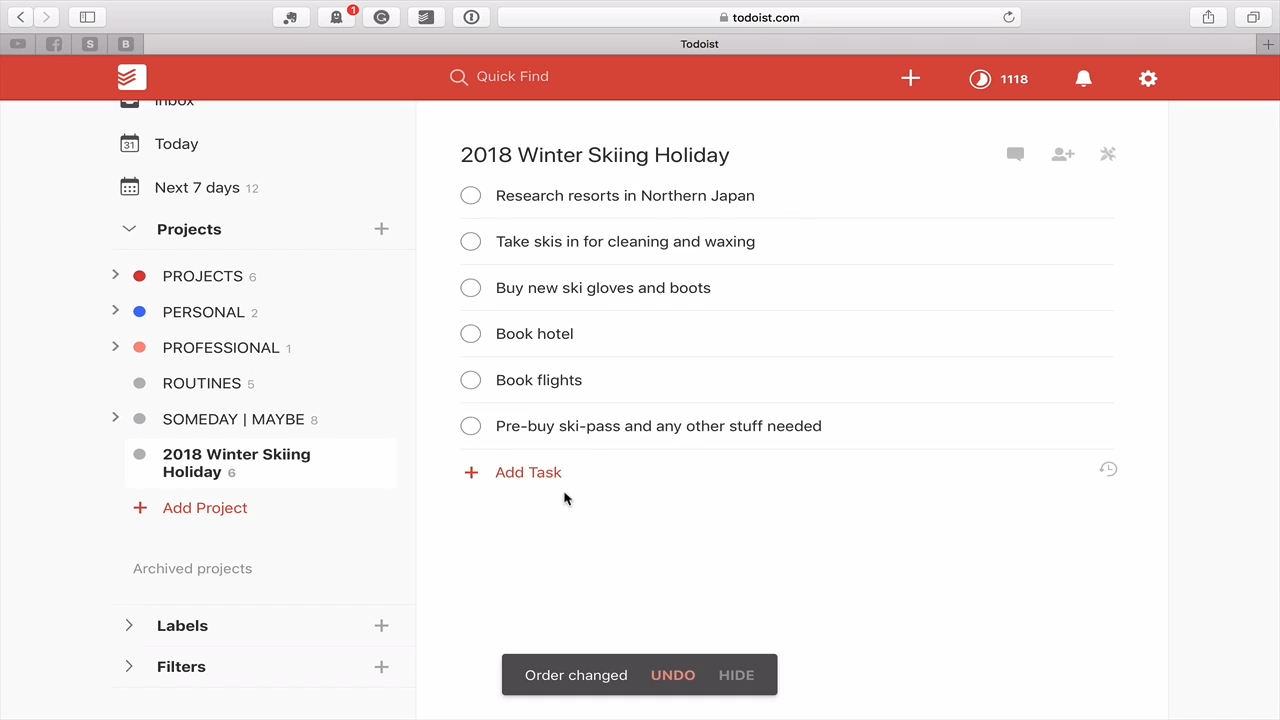 1
todoist.com
S
B
Todoist
Quick Find
1118
Inbox
31
Today
Next 7 days 12
Projects
PROJECTS 6
PERSONAL 2
PROFESSIONAL 1
ROUTINES 5
SOMEDAY | MAYBE 8
2018 Winter Skiing
Holiday 6
Add Project
Archived projects
Labels
Filters
2018 Winter Skiing Holiday
Research resorts in Northern Japan
Take skis in for cleaning and waxing
Buy new ski gloves and boots
Book hotel
Book flights
Pre-buy ski-pass and any other stuff needed
Add Task
Order changed UNDO HIDE